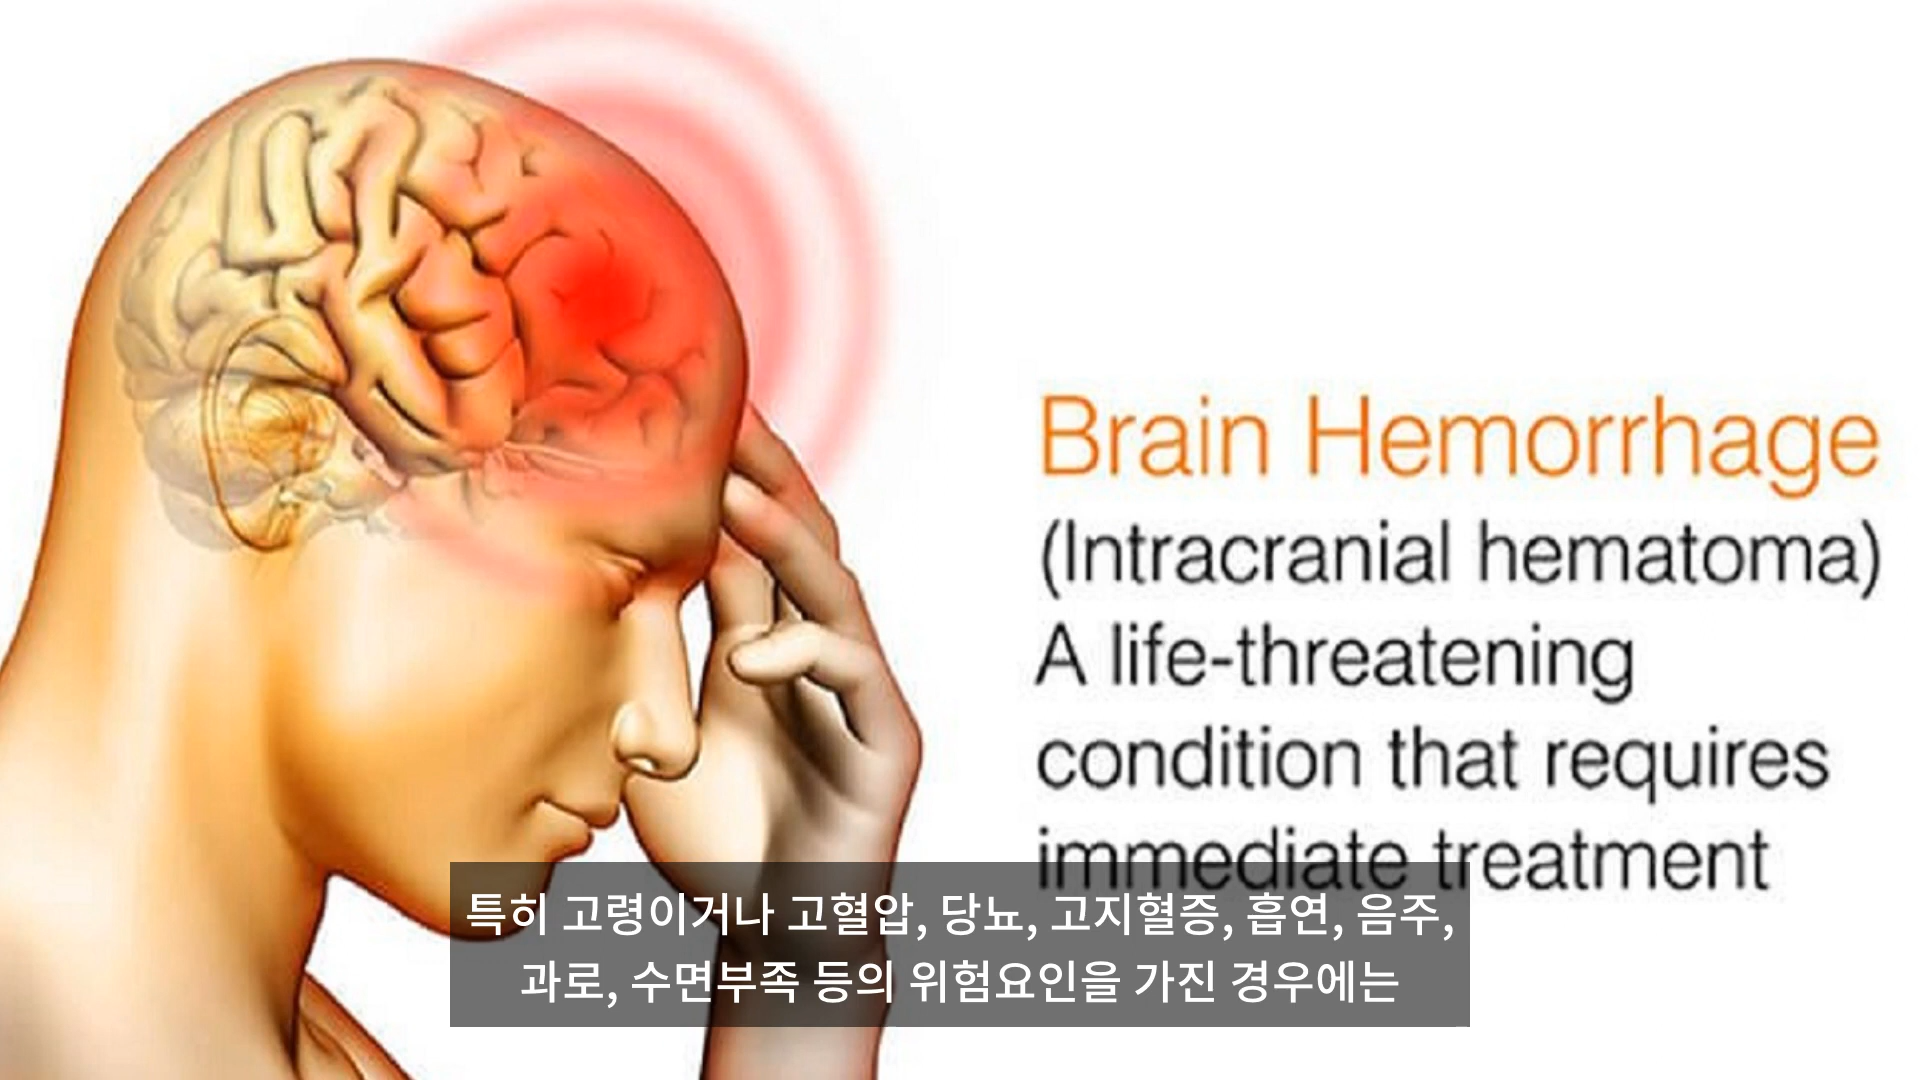 Brain Hemorrhage
(Intracranial hematoma)
A life-threatening
condition that requires
immediate treatment
특히 고령이거나 고혈압, 당뇨, 고지혈증, 흡연, 음주,
과로, 수면부족 등의 위험요인을 가진 경우에는